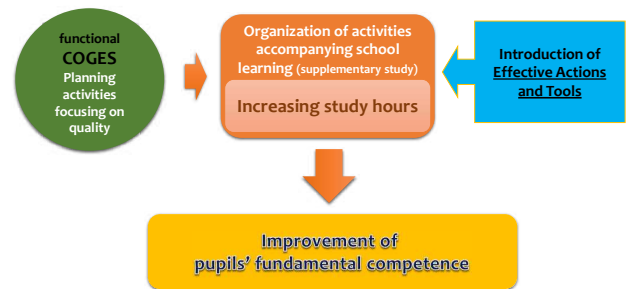 functional
COGES
Planning
activities
focusing on
quality
Organization of activities
accompanying school
learning (supplementary study)
Increasing study hours
Introduction of
Effective Actions
and Tools
Improvement of
pupils' fundamental competence